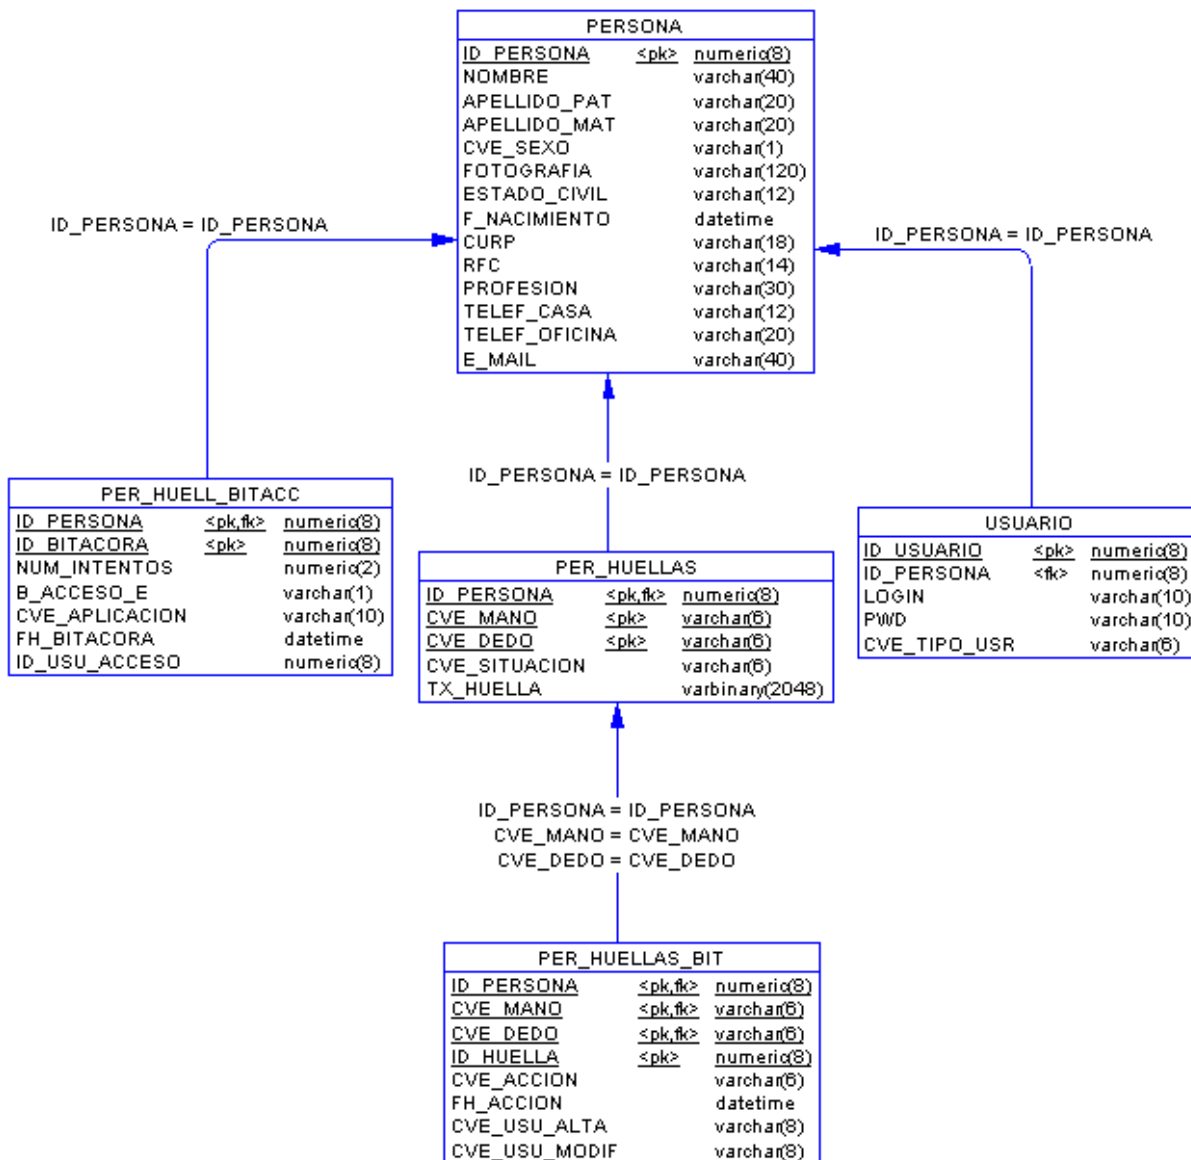 PERSONA
ID_PERSONA <pk> numeric(8)
NOMBRE varchar(40)
APELLIDO_PAT varchar(20)
APELLIDO_MAT varchar(20)
CVE_SEXO varchar(1)
FOTOGRAFIA varchar(120)
ESTADO_CIVIL varchar(12)
F_NACIMIENTO datetime
CURP varchar(18)
RFC varchar(14)
PROFESION varchar(30)
TELEF_CASA varchar(12)
TELEF_OFICINA varchar(20)
E_MAIL varchar(40)
ID_PERSONA = ID_PERSONA
ID_PERSONA = ID_PERSONA
ID_PERSONA = ID_PERSONA
PER_HUELL_BITACC
ID_PERSONA <pk,fk> numeric(8)
ID_BITACORA <pk> numeric(8)
NUM_INTENTOS numeric(2)
B_ACCESO_E varchar(1)
CVE_APLICACION varchar(10)
FH_BITACORA datetime
ID_USU_ACCESO numeric(8)
PER_HUELLAS
ID_PERSONA <pk,fk> numeric(8)
CVE_MANO <pk> varchar(6)
CVE_DEDO <pk> varchar(6)
CVE_SITUACION varchar(6)
TX_HUELLA varbinary(2048)
USUARIO
ID_USUARIO <pk> numeric(8)
ID_PERSONA <fk> numeric(8)
LOGIN varchar(10)
PWD varchar(10)
CVE_TIPO_USR varchar(6)
ID_PERSONA = ID_PERSONA
CVE_MANO = CVE_MANO
CVE_DEDO = CVE_DEDO
PER_HUELLAS_BIT
ID_PERSONA <pk,fk> numeric(8)
CVE_MANO <pk,fk> varchar(6)
CVE_DEDO <pk,fk> varchar(6)
ID_HUELLA <pk> numeric(8)
CVE_ACCION varchar(6)
FH_ACCION datetime
CVE_USU_ALTA varchar(8)
CVE_USU_MODIF varchar(8)